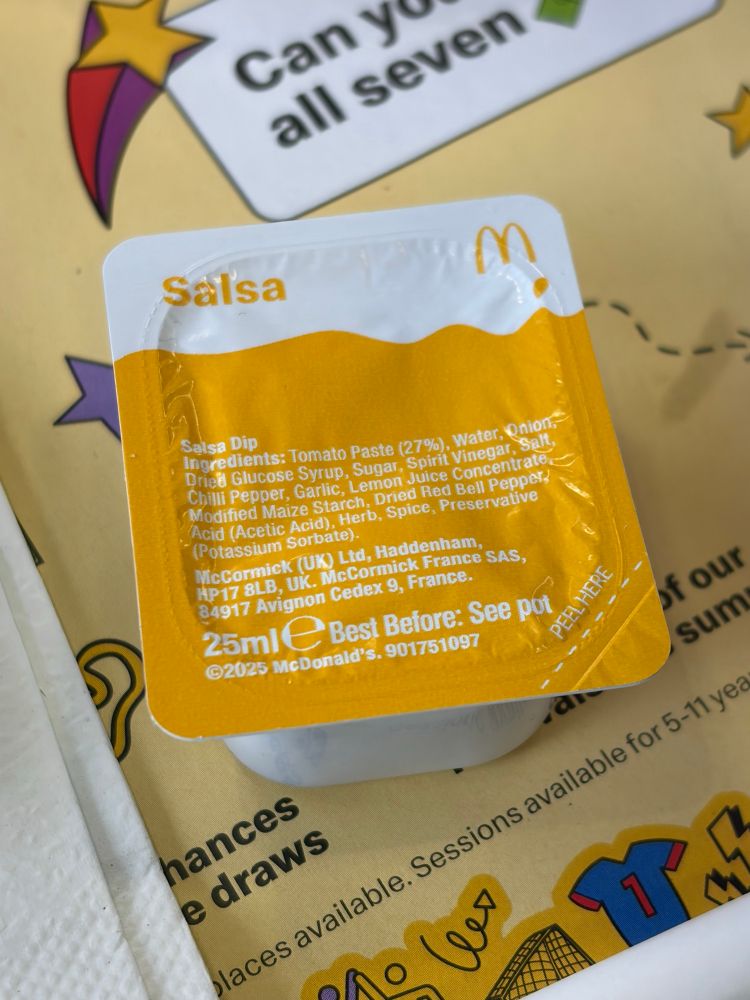 Can you
all seven
Salsa
Salsa Dip
Ingredients: Tomato Paste (27%), Water, Onion,
Dried Glucose Syrup, Sugar, Spirit Vinegar, Salt,
Chilli Pepper, Garlic, Lemon Juice Concentrate,
Modified Maize Starch, Dried Red Bell Pepper,
Acid (Acetic Acid), Herb, Spice, Preservative
(Potassium Sorbate).
McCormick (UK) Ltd, Haddenham,
HP17 8LB, UK. McCormick France SAS,
84917 Avignon Cedex 9, France.
25ml e Best Before: See pot
©2025 McDonald's. 901751097
PEEL HERE
of our
hances
e draws
places available. Sessions available for 5-11 year
1